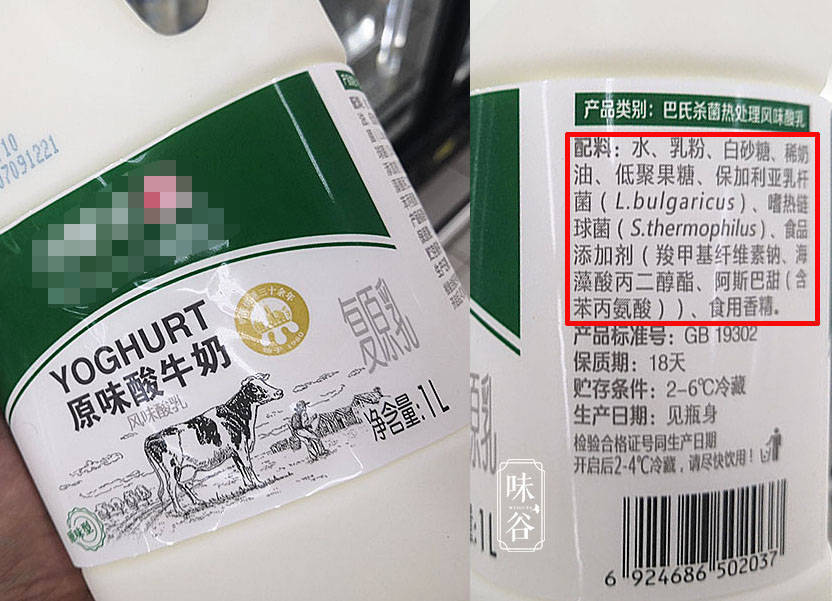 7091221
YOGHURT
原味酸牛奶
风味酸乳
复原乳
净含量:1L
原味型
产品类别：巴氏杀菌热处理风味酸乳
配料：水、乳粉、白砂糖、稀奶
油、低聚果糖、保加利亚乳杆
菌（L.bulgaricus）、嗜热链
球菌（S.thermophilus）、食品
添加剂（羧甲基纤维素钠、海
藻酸丙二醇酯、阿斯巴甜（含
苯丙氨酸））、食用香精。
产品标准号：GB 19302
保质期：18天
贮存条件：2-6℃冷藏
生产日期：见瓶身
检验合格证号同生产日期
开启后2-4℃冷藏，请尽快饮用！
原乳
1L
味谷
6 924686 502037